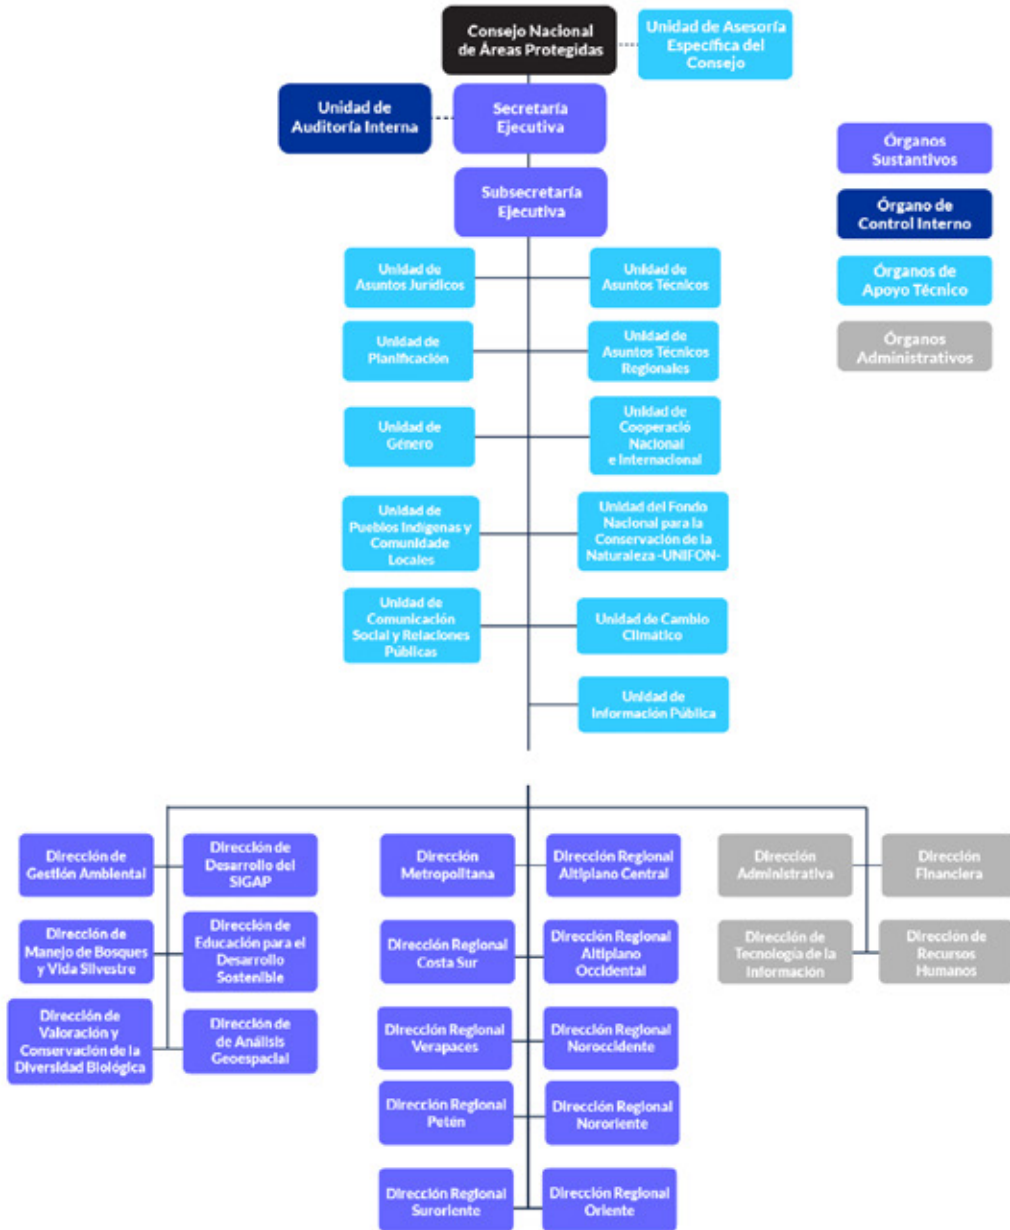 Consejo Nacional
de Áreas Protegidas
Unidad de Asesoría
Específica del
Consejo
Unidad de
Auditoría Interna
Secretaría
Ejecutiva
Subsecretaría
Ejecutiva
Órganos
Sustantivos
Órgano de
Control Interno
Órganos de
Apoyo Técnico
Órganos
Administrativos
Unidad de
Asuntos Jurídicos
Unidad de
Asuntos Técnicos
Unidad de
Planificación
Unidad de
Asuntos Técnicos
Regionales
Unidad de
Género
Unidad de
Cooperació
Nacional
e Internacional
Unidad de
Pueblos Indígenas y
Comunidade
Locales
Unidad del Fondo
Nacional para la
Conservación de la
Naturaleza -UNIFON-
Unidad de
Comunicación
Social y Relaciones
Públicas
Unidad de Cambio
Climático
Unidad de
Información Pública
Dirección de
Gestión Ambiental
Dirección de
Desarrollo del
SIGAP
Dirección de
Manejo de Bosques
y Vida Silvestre
Dirección de
Educación para el
Desarrollo
Sostenible
Dirección de
Valoración y
Conservación de la
Diversidad Biológica
Dirección de
de Análisis
Geoespacial
Dirección
Metropolitana
Dirección Regional
Altiplano Central
Dirección Regional
Costa Sur
Dirección Regional
Altiplano
Occidental
Dirección Regional
Verapaces
Dirección Regional
Noroccidente
Dirección Regional
Petén
Dirección Regional
Nororiente
Dirección Regional
Suroriente
Dirección Regional
Oriente
Dirección
Administrativa
Dirección
Financiera
Dirección de
Tecnología de la
Información
Dirección de
Recursos
Humanos